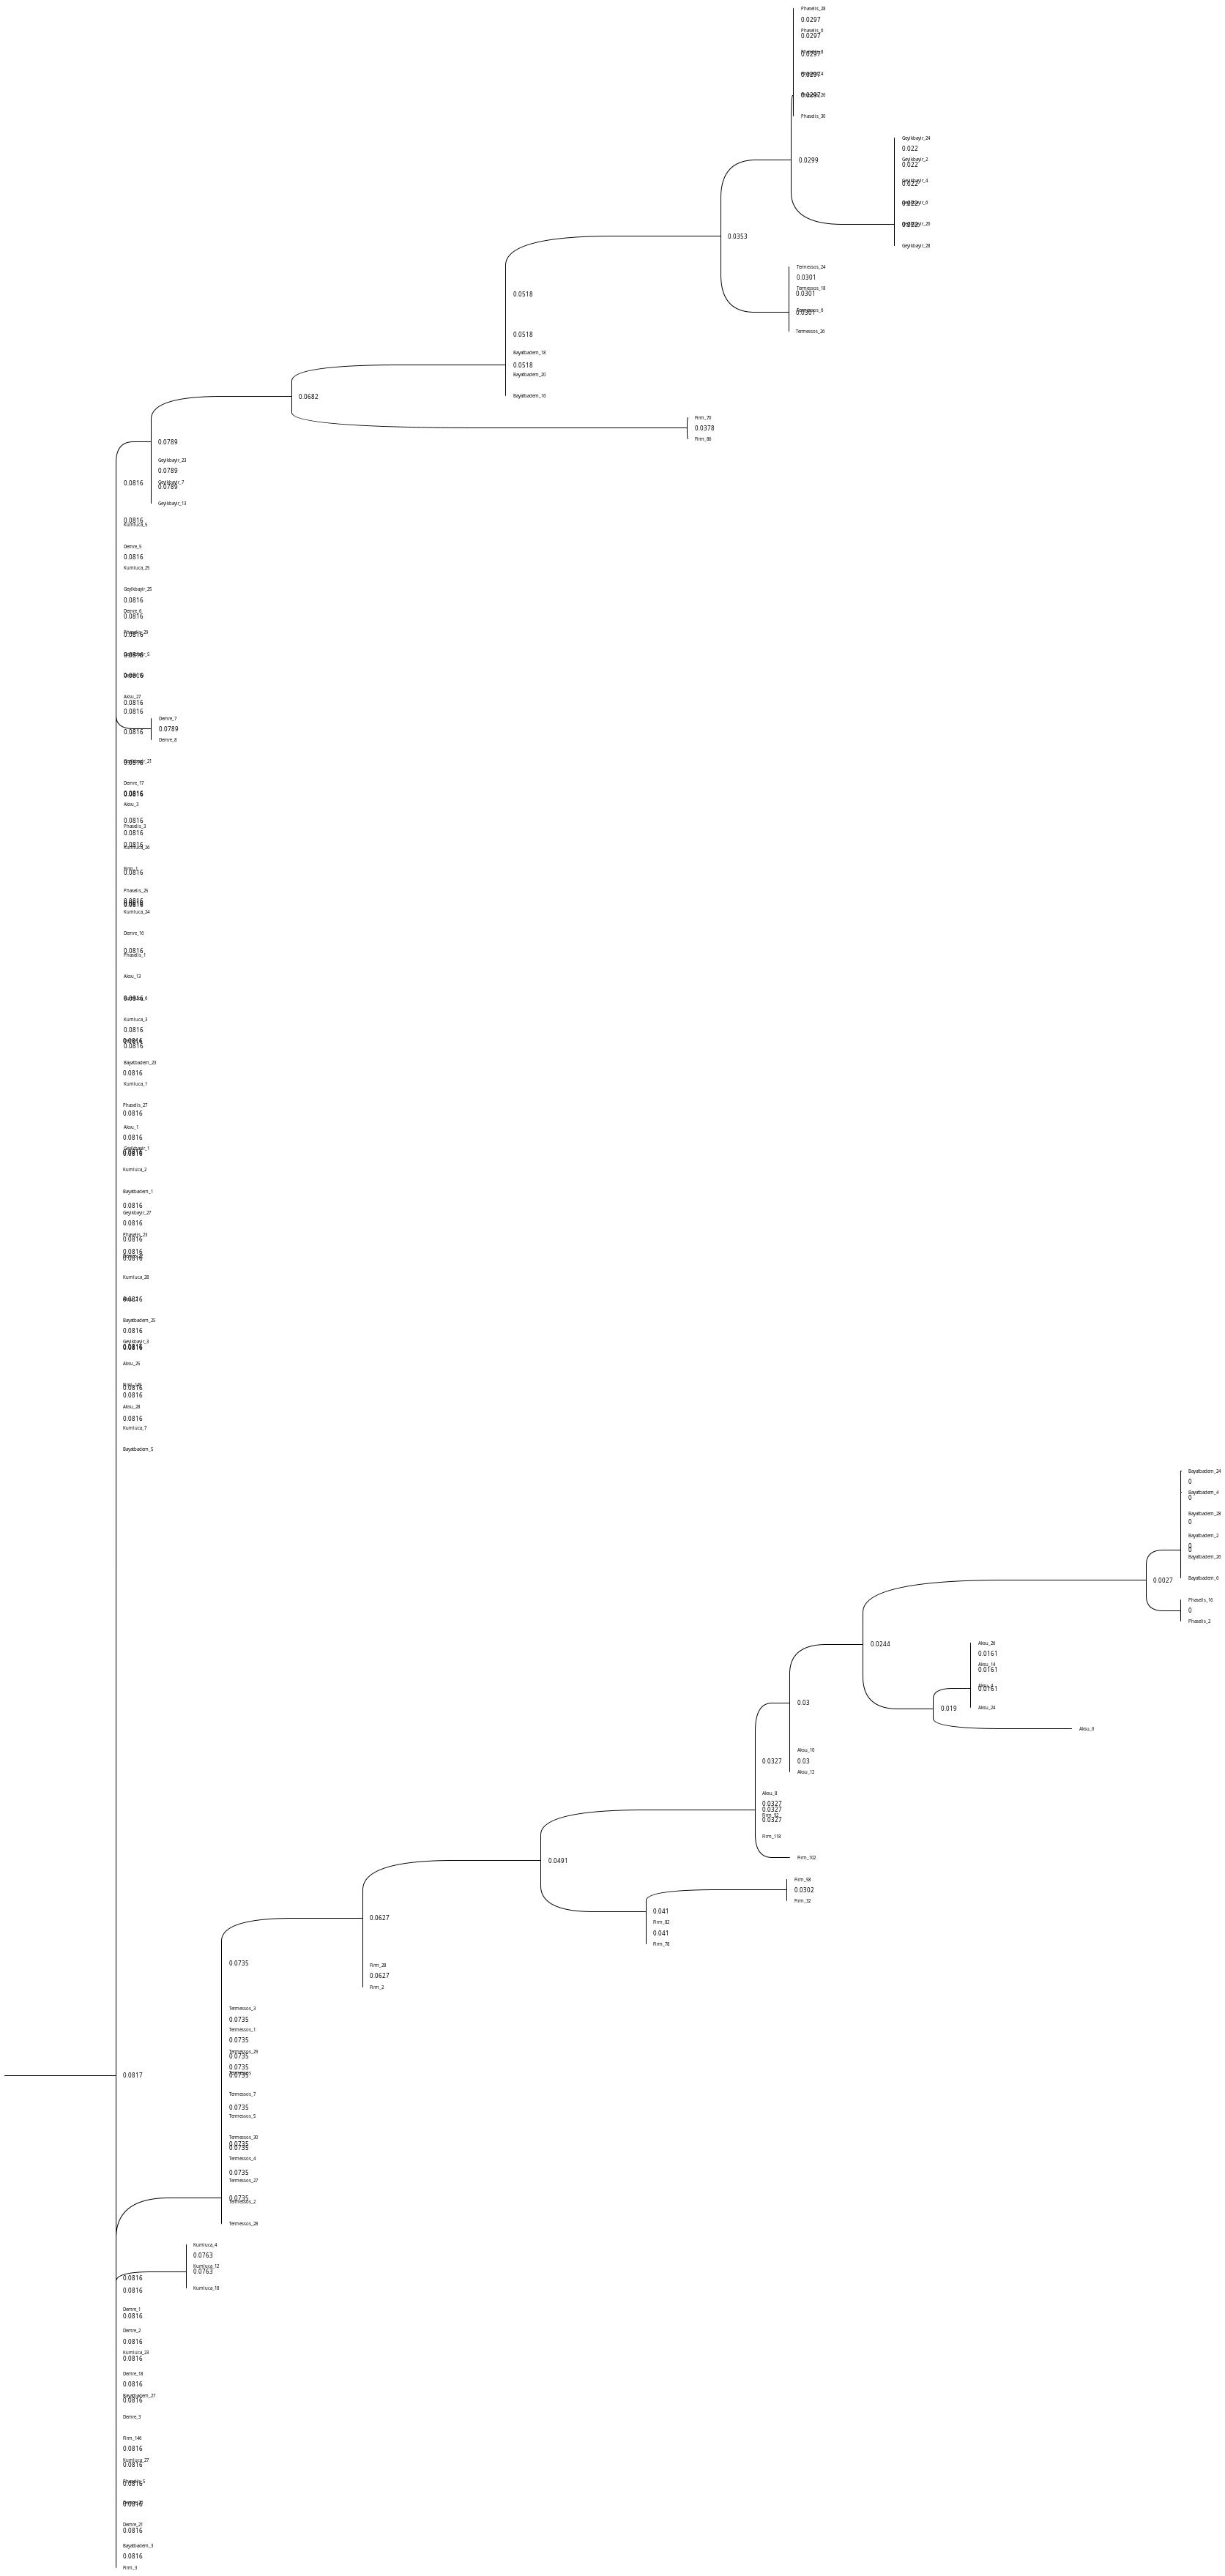 Phaselis_28
0.0297
Phaselis_6
0.0297
0.0297
0.0297
0.0297
Phaselis_30
Geyikbayir_24
0.022
Geyikbayir_2
0.022
0.0299
Geyikbayir_4
0.022
Geyikbayir_6
0.022
Geyikbayir_26
0.022
0.0353
Geyikbayir_28
Termessos_24
0.0301
Termessos_18
0.0301
0.0518
Termessos_6
0.0301
Termessos_26
0.0518
Bayatbadem_18
0.0518
Bayatbadem_20
Bayatbadem_16
0.0682
Firm_70
0.0378
Firm_86
0.0789
Geyikbayir_23
0.0789
Geyikbayir_7
0.0789
0.0816
Geyikbayir_13
0.0816
Kumluca_5
Demre_5
0.0816
Kumluca_25
Geyikbayir_25
0.0816
Demre_6
0.0816
Phaselis_29
0.0816
Geyikbayir_5
0.0816
0.0816
Aksu_27
0.0816
0.0816
Demre_7
0.0789
0.0816
Demre_8
Geyikbayir_21
0.0816
Demre_17
0.0816
Aksu_3
0.0816
Phaselis_3
0.0816
0.0816
Kumluca_26
Firm_1
0.0816
Phaselis_25
0.0816
Kumluca_24
Demre_16
0.0816
Phaselis_1
Aksu_13
0.0816
Kumluca_3
0.0816
0.0816
0.0816
Bayatbadem_23
0.0816
Kumluca_1
Phaselis_27
0.0816
Aksu_1
0.0816
Geyikbayir_1
0.0816
Kumluca_2
Bayatbadem_1
0.0816
Geyikbayir_27
0.0816
Phaselis_23
0.0816
0.0816
0.0816
Kumluca_28
0.0816
Bayatbadem_25
0.0816
Geyikbayir_3
0.0816
Aksu_25
0.0816
0.0816
Aksu_28
0.0816
Kumluca_7
Bayatbadem_5
Bayatbadem_24
0
Bayatbadem_4
0
Bayatbadem_28
0
Bayatbadem_2
0
0
Bayatbadem_26
Bayatbadem_6
0.0027
Phaselis_16
0
Phaselis_2
0.0244
Aksu_26
0.0161
Aksu_14
0.0161
0.0161
Aksu_24
0.019
Aksu_6
0.03
Aksu_10
0.03
0.0327
Aksu_12
Aksu_8
0.0327
0.0327
Firm_52
0.0327
Firm_118
Firm_102
0.0491
Firm_58
0.0302
Firm_32
0.041
Firm_82
0.041
Firm_78
0.0627
Firm_28
0.0627
Firm_2
0.0735
Termessos_3
0.0735
Termessos_1
0.0735
Termessos_29
0.0735
0.0735
Termessos
0.0735
0.0817
Termessos_7
0.0735
Termessos_5
Termessos_30
0.0735
0.0735
Termessos_4
0.0735
Termessos_27
0.0735
Termessos_2
Termessos_28
Kumluca_4
0.0763
Kumluca_12
0.0763
Kumluca_18
0.0816
0.0816
Demre_1
0.0816
Demre_2
0.0816
Kumluca_23
0.0816
Demre_18
0.0816
Bayatbadem_27
0.0816
Demre_3
Firm_146
0.0816
Kumluca_27
0.0816
Phaselis_5
0.0816
0.0816
Demre_21
0.0816
Bayatbadem_3
0.0816
Firm_3